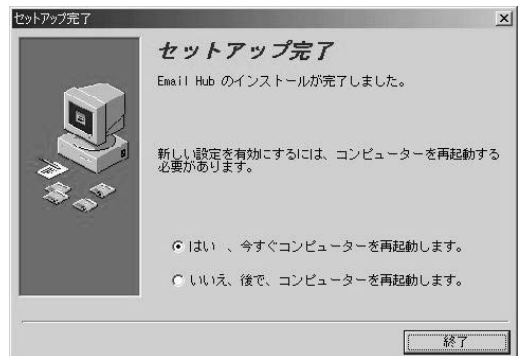 セットアップ完了
セットアップ完了
Email Hub のインストールが完了しました。
新しい設定を有効にするには、コンピューターを再起動する
必要があります。
はい 、今すぐコンピューターを再起動します。
いいえ、後で、コンピューターを再起動します。
終了